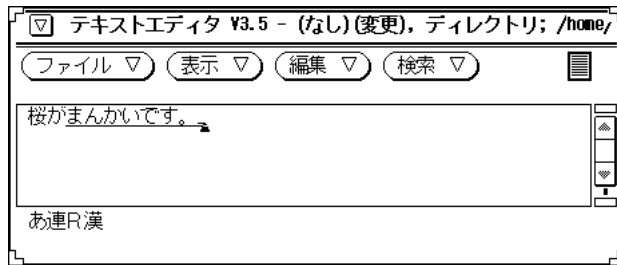 テキストエディタ V3.5 - (なし)(変更), ディレクトリ; /home/
ファイル 表示 編集 検索
桜がまんかいです。
あ連R漢